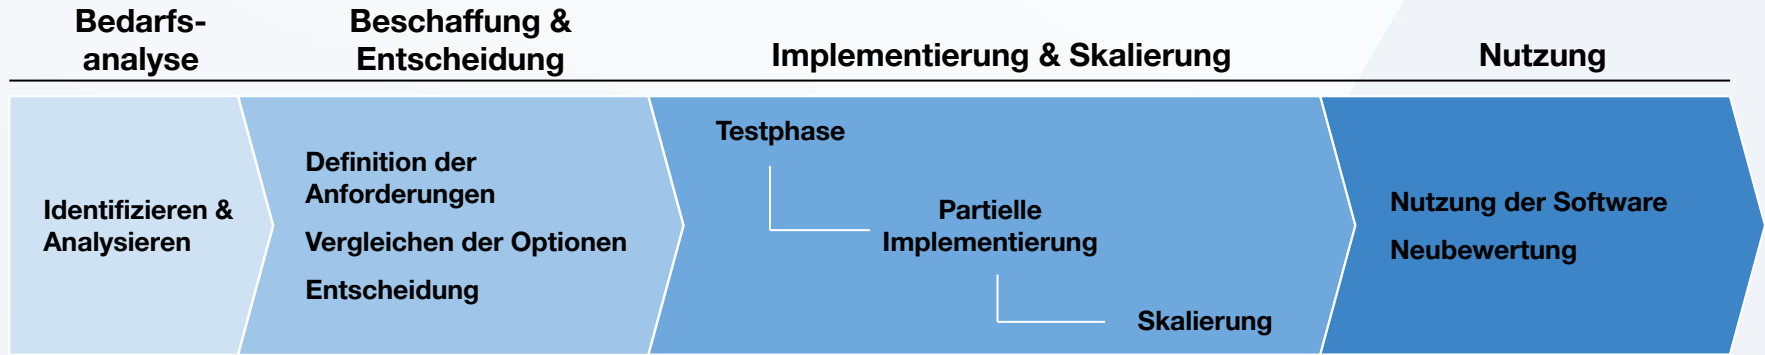 Bedarfs-
analyse
Beschaffung &
Entscheidung
Implementierung & Skalierung
Nutzung
Identifizieren &
Analysieren
Definition der
Anforderungen
Vergleichen der Optionen
Entscheidung
Testphase
Partielle
Implementierung
Skalierung
Nutzung der Software
Neubewertung